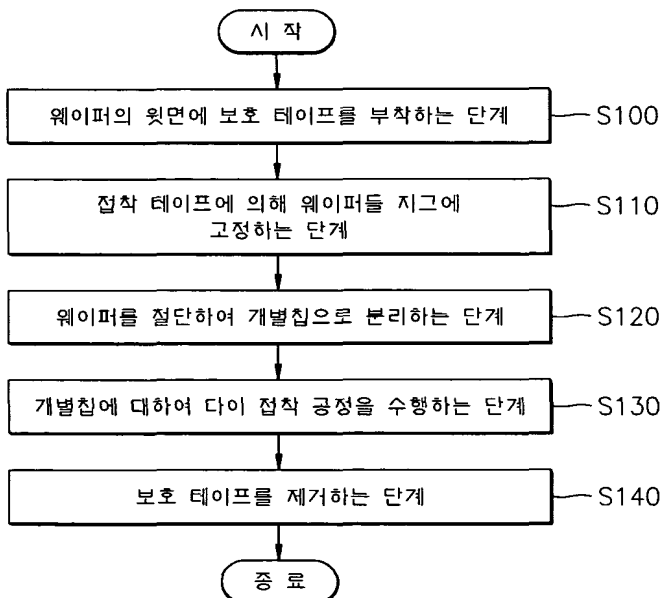 시 작
웨이퍼의 윗면에 보호 테이프를 부착하는 단계
S100
접착 테이프에 의해 웨이퍼들 지그에
고정하는 단계
S110
웨이퍼를 절단하여 개별칩으로 분리하는 단계
S120
개별칩에 대하여 다이 접착 공정을 수행하는 단계
S130
보호 테이프를 제거하는 단계
S140
종 료